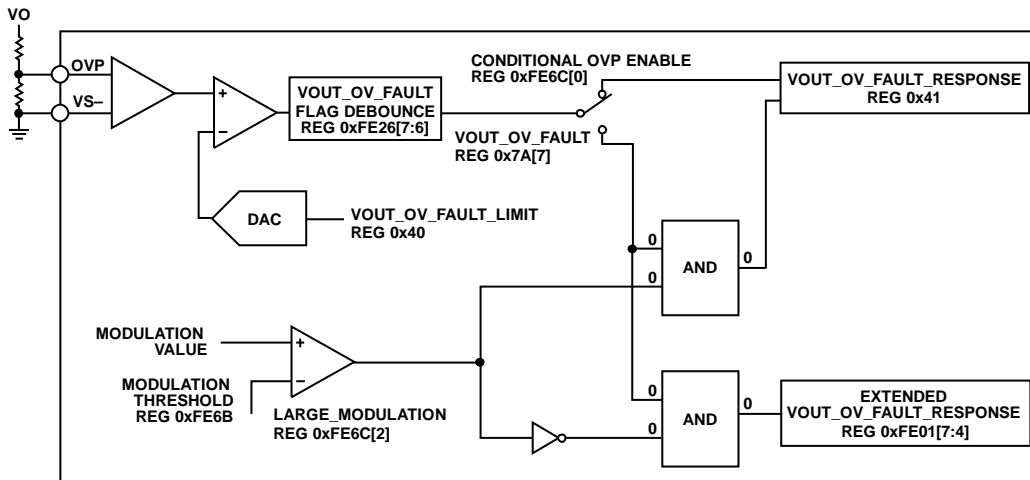 VO
OVP
VS–
+
–
VOUT_OV_FAULT
FLAG DEBOUNCE
REG 0xFE26[7:6]
CONDITIONAL OVP ENABLE
REG 0xFE6C[0]
VOUT_OV_FAULT
REG 0x7A[7]
VOUT_OV_FAULT_RESPONSE
REG 0x41
DAC
VOUT_OV_FAULT_LIMIT
REG 0x40
0
0
AND
0
MODULATION
VALUE
+
–
MODULATION
THRESHOLD
REG 0xFE6B
LARGE_MODULATION
REG 0xFE6C[2]
0
0
AND
0
EXTENDED
VOUT_OV_FAULT_RESPONSE
REG 0xFE01[7:4]